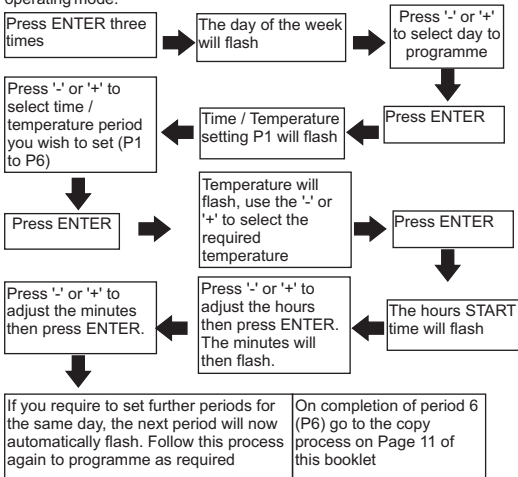 operating mode.
Press ENTER three
times
The day of the week
will flash
Press '-' or '+'
to select day to
programme
Press ENTER
Time / Temperature
setting P1 will flash
Press '-' or '+' to
select time /
temperature period
you wish to set (P1
to P6)
Press ENTER
Temperature will
flash, use the '-' or
'+' to select the
required
temperature
Press ENTER
The hours START
time will flash
Press '-' or '+' to
adjust the hours
then press ENTER.
The minutes will
then flash.
Press '-' or '+' to
adjust the minutes
then press ENTER.
If you require to set further periods for
the same day, the next period will now
automatically flash. Follow this process
again to programme as required
On completion of period 6
(P6) go to the copy
process on Page 11 of
this booklet